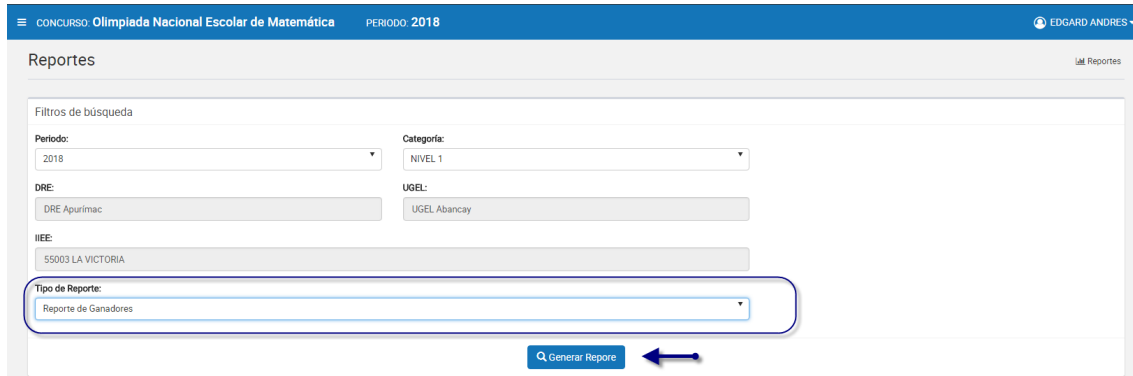 CONCURSO: Olimpiada Nacional Escolar de Matemática PERIODO: 2018 EDGARD ANDRES
Reportes Reportes
Filtros de búsqueda
Periodo: Categoría:
2018 NIVEL 1
DRE: UGEL:
DRE Apurímac UGEL Abancay
IIEE:
55003 LA VICTORIA
Tipo de Reporte:
Reporte de Ganadores
Generar Repore